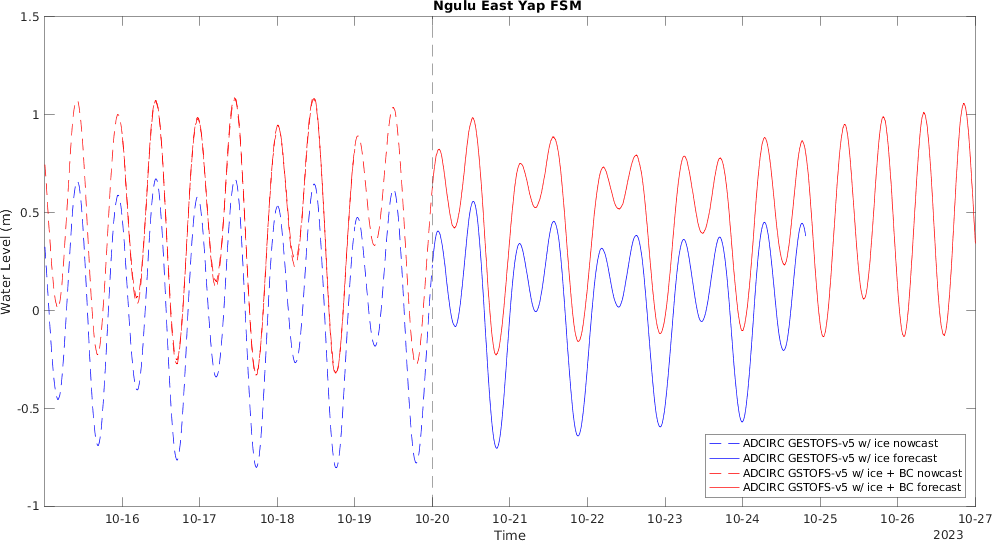 Ngulu East Yap FSM
1.5
1
0.5
0
-0.5
-1
Water Level (m)
ADCIRC GESTOFS-v5 w/ ice nowcast
ADCIRC GESTOFS-v5 w/ ice forecast
ADCIRC GSTOFS-v5 w/ ice + BC nowcast
ADCIRC GSTOFS-v5 w/ ice + BC forecast
10-16 10-17 10-18 10-19 10-20 10-21 10-22 10-23 10-24 10-25 10-26 10-27
Time
2023